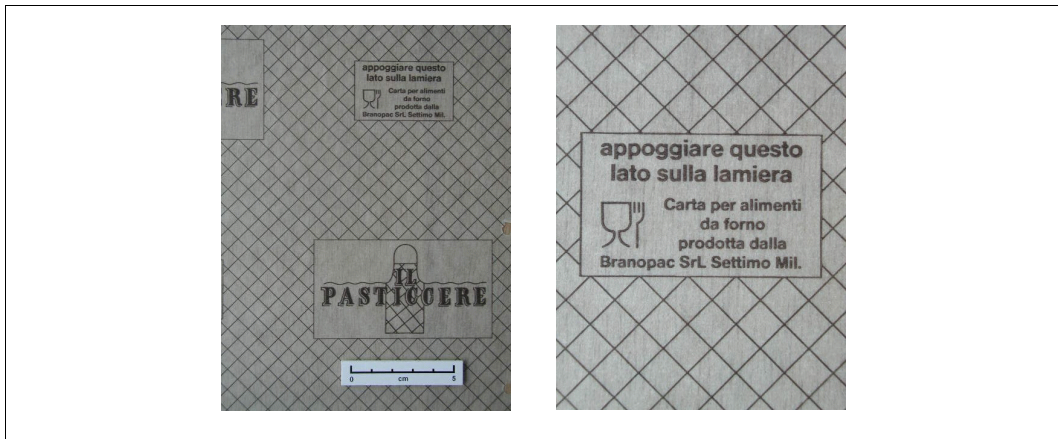 RE
appoggiare questo
lato sulla lamiera
Carta per alimenti
da forno
prodotta dalla
Branopac SrL Settimo Mil.
IL
PASTICCERE
0 cm 5
appoggiare questo
lato sulla lamiera
Carta per alimenti
da forno
prodotta dalla
Branopac SrL Settimo Mil.